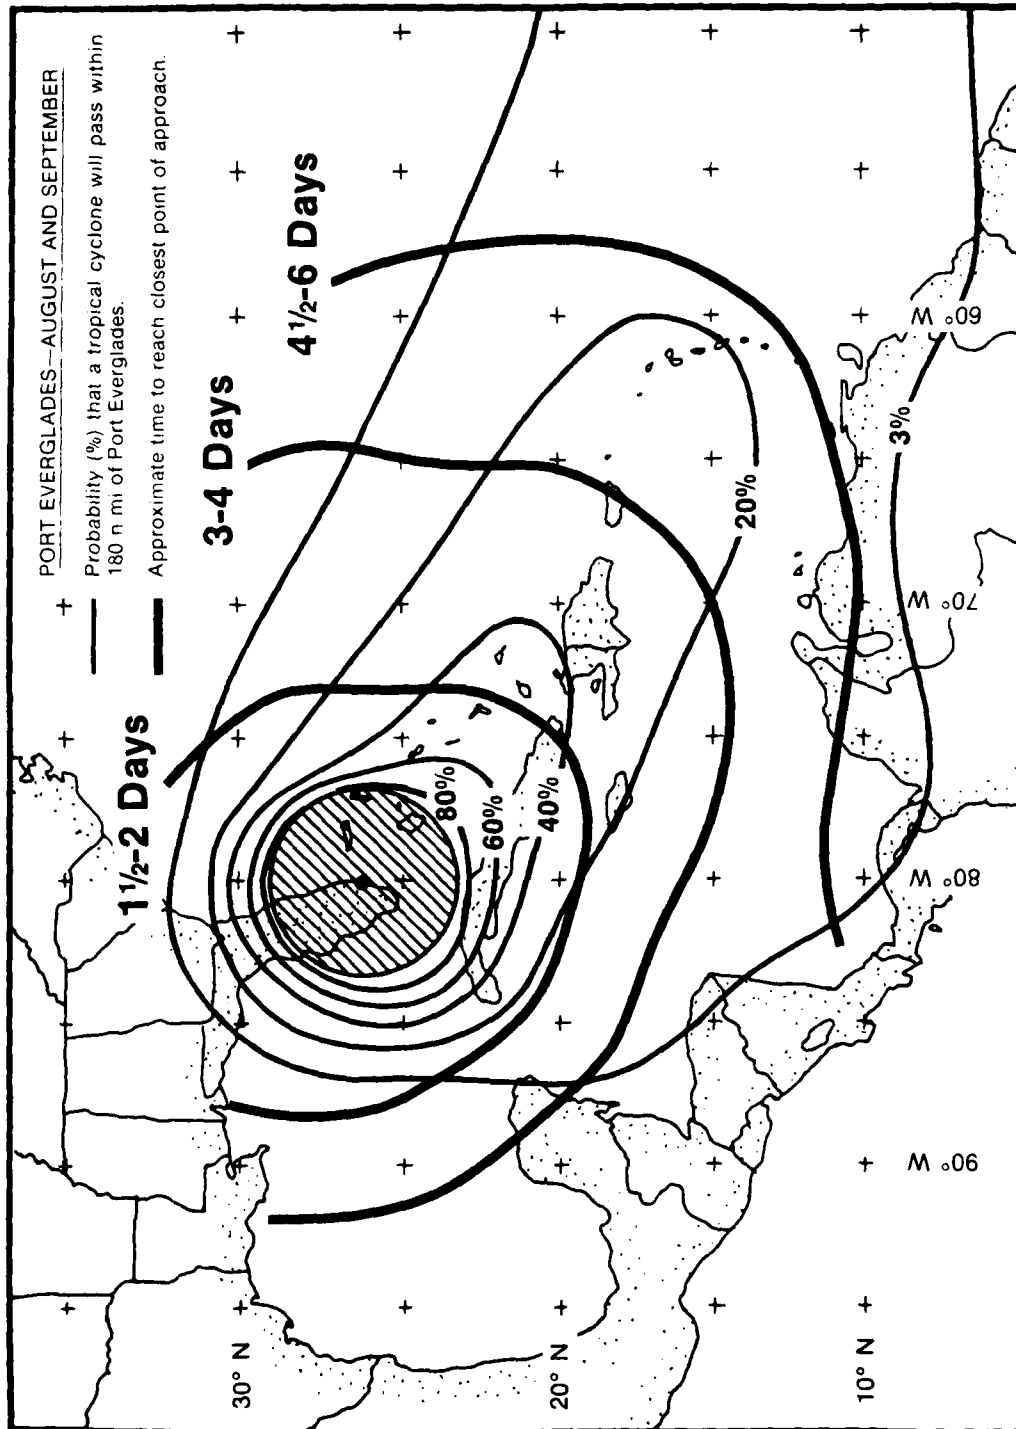 PORT EVERGLADES—AUGUST AND SEPTEMBER
Probability (%) that a tropical cyclone will pass within
180 n mi of Port Everglades.
Approximate time to reach closest point of approach.
1½-2 Days
3-4 Days
4½-6 Days
80%
60%
40%
20%
3%
30° N
20° N
10° N
90° W
80° W
70° W
60° W